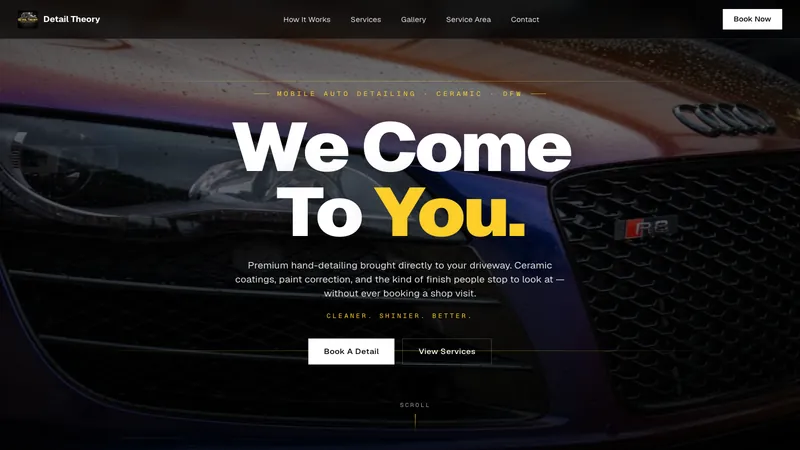 Detail Theory
How It Works
Services
Gallery
Service Area
Contact
Book Now
MOBILE AUTO DETAILING · CERAMIC · DFW
We Come
To You.
Premium hand-detailing brought directly to your driveway. Ceramic
coatings, paint correction, and the kind of finish people stop to look at —
without ever booking a shop visit.
CLEANER. SHINIER. BETTER.
Book A Detail
View Services
SCROLL
R8